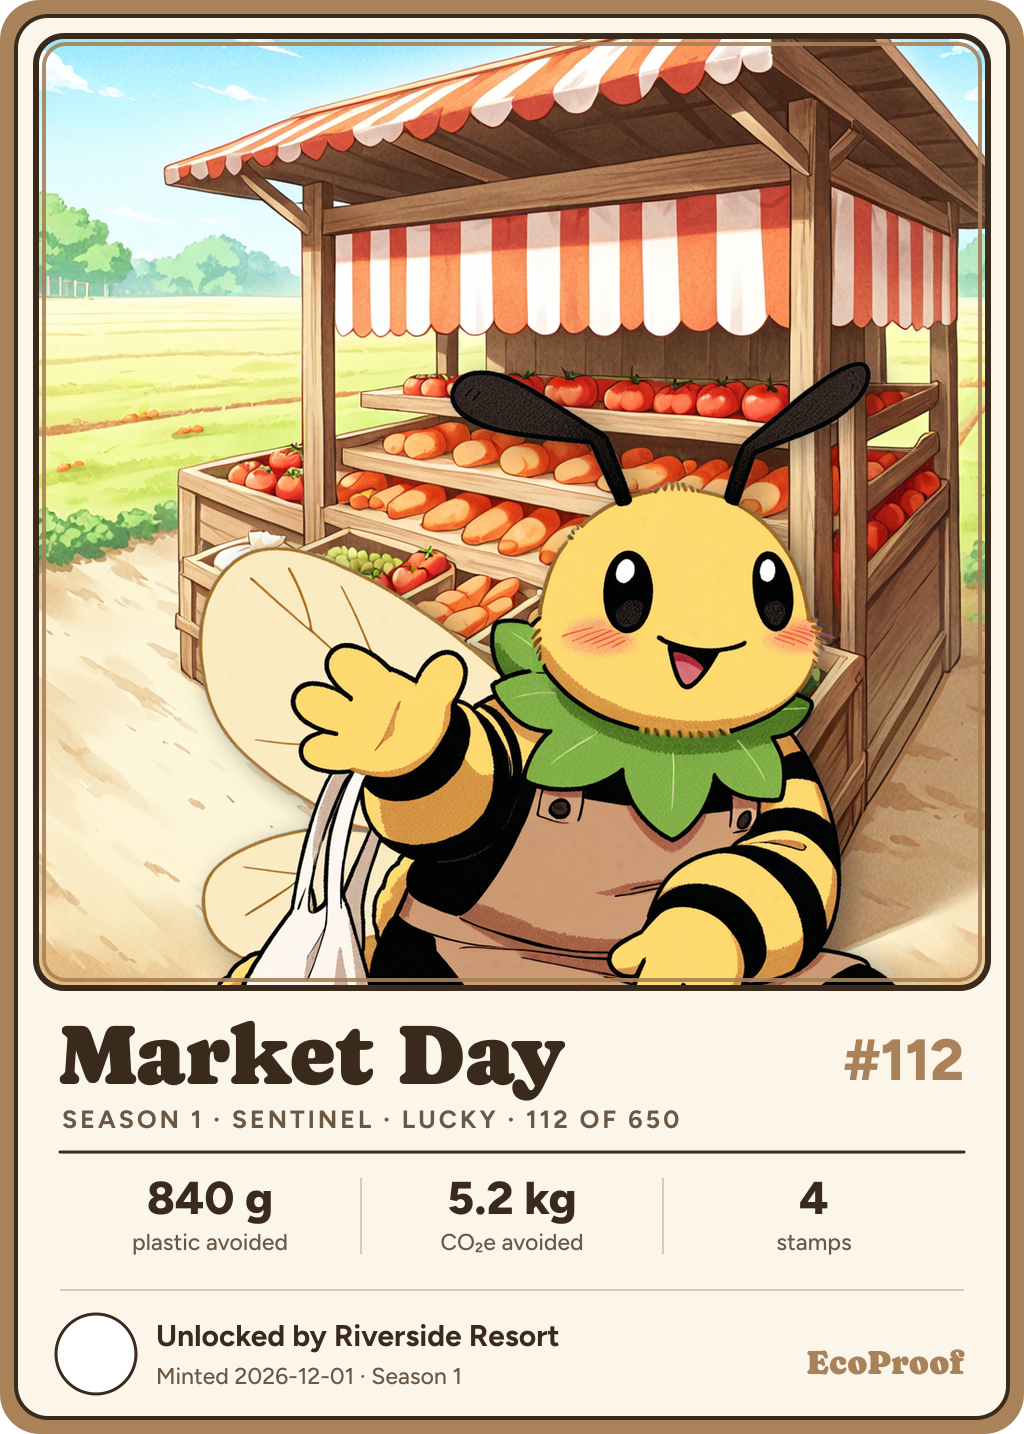 Market Day
#112
SEASON 1 · SENTINEL · LUCKY · 112 OF 650
840 g
plastic avoided
5.2 kg
CO₂e avoided
4
stamps
Unlocked by Riverside Resort
Minted 2026-12-01 · Season 1
EcoProof